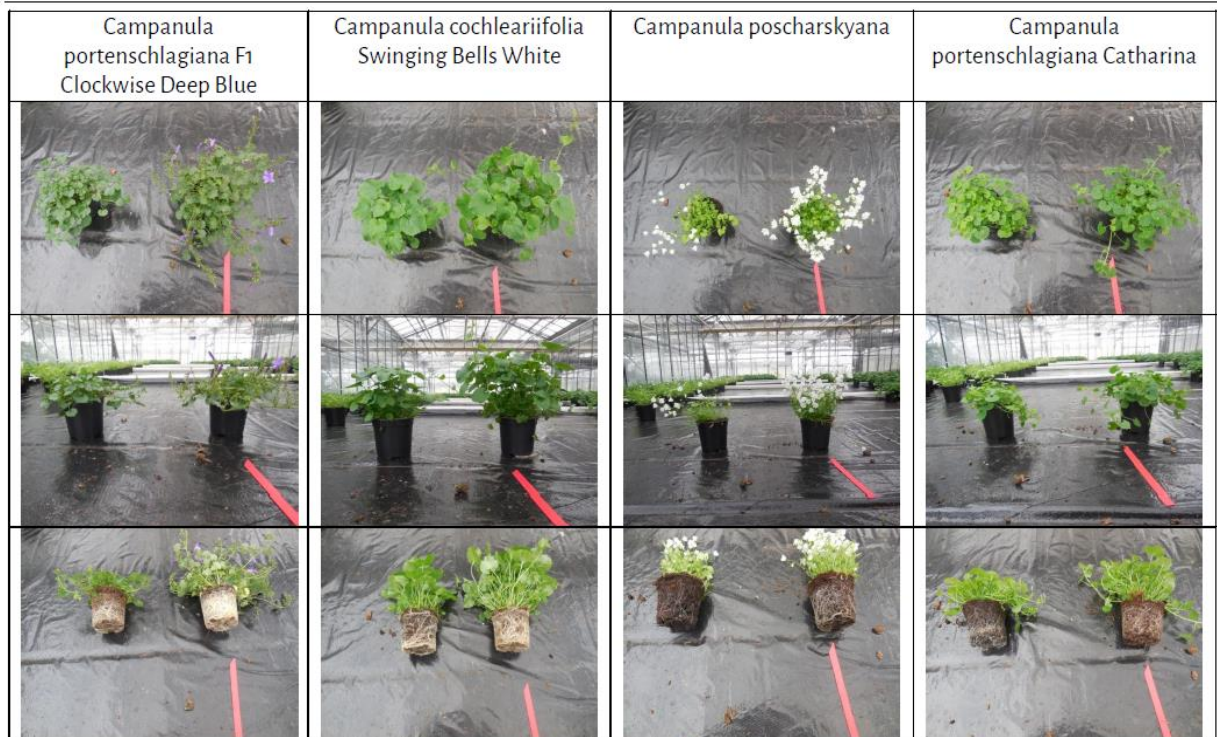 Campanula
portenschlagiana F1
Clockwise Deep Blue
Campanula cochleariifolia
Swinging Bells White
Campanula poscharskyana
Campanula
portenschlagiana Catharina